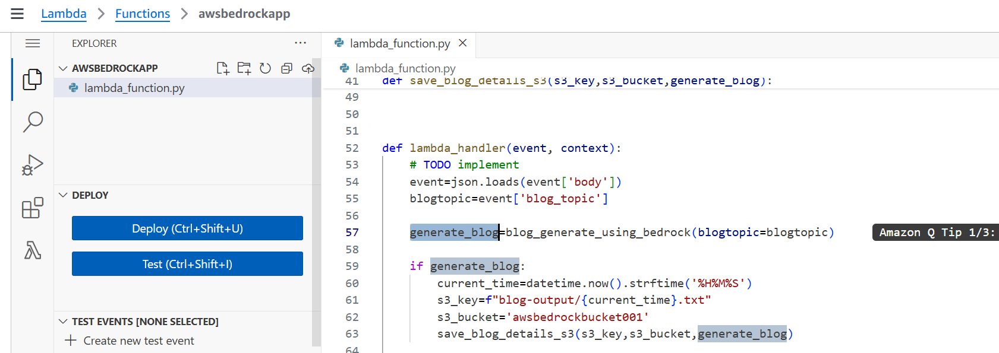 Lambda > Functions > awsbedrockapp
EXPLORER ...
AWSBEDROCKAPP
lambda_function.py
DEPLOY
Deploy (Ctrl+Shift+U)
Test (Ctrl+Shift+I)
TEST EVENTS [NONE SELECTED]
+ Create new test event
lambda_function.py ×
lambda_function.py
41 def save_blog_details_s3(s3_key,s3_bucket,generate_blog):
49
50
51
52 def lambda_handler(event, context):
53 # TODO implement
54 event=json.loads(event['body'])
55 blogtopic=event['blog_topic']
56
57 generate_blog=blog_generate_using_bedrock(blogtopic=blogtopic) Amazon Q Tip 1/3:
58
59 if generate_blog:
60 current_time=datetime.now().strftime('%H%M%S')
61 s3_key=f"blog-output/{current_time}.txt"
62 s3_bucket='awsbedrockbucket001'
63 save_blog_details_s3(s3_key,s3_bucket,generate_blog)
64